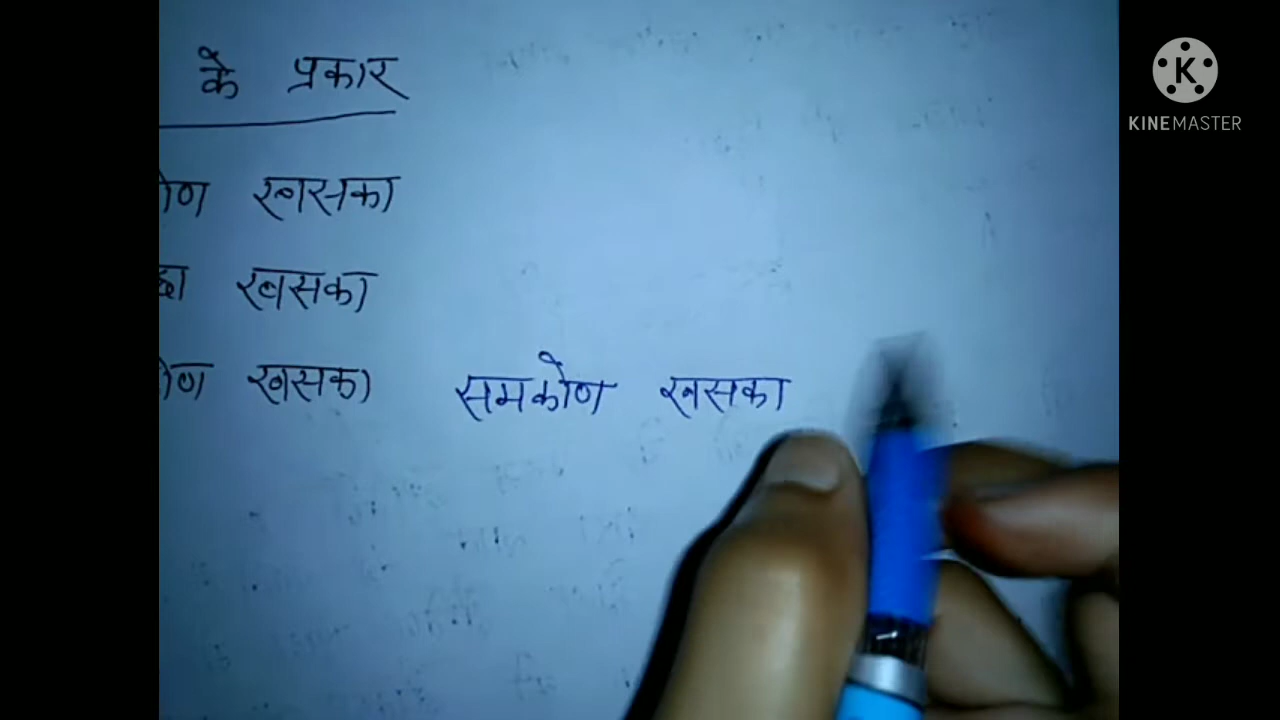 के प्रकार
ोण खसका
द्वा खसका
ोण खसका समकोण खसका
K
KINEMASTER